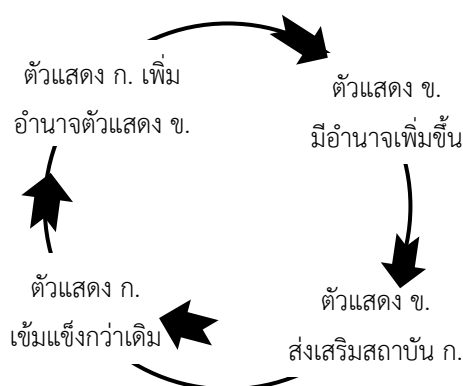 ตัวแสดง ก. เพิ่ม
อำนาจตัวแสดง ข.
ตัวแสดง ข.
มีอำนาจเพิ่มขึ้น
ตัวแสดง ข.
ส่งเสริมสถาบัน ก.
ตัวแสดง ก.
เข้มแข็งกว่าเดิม